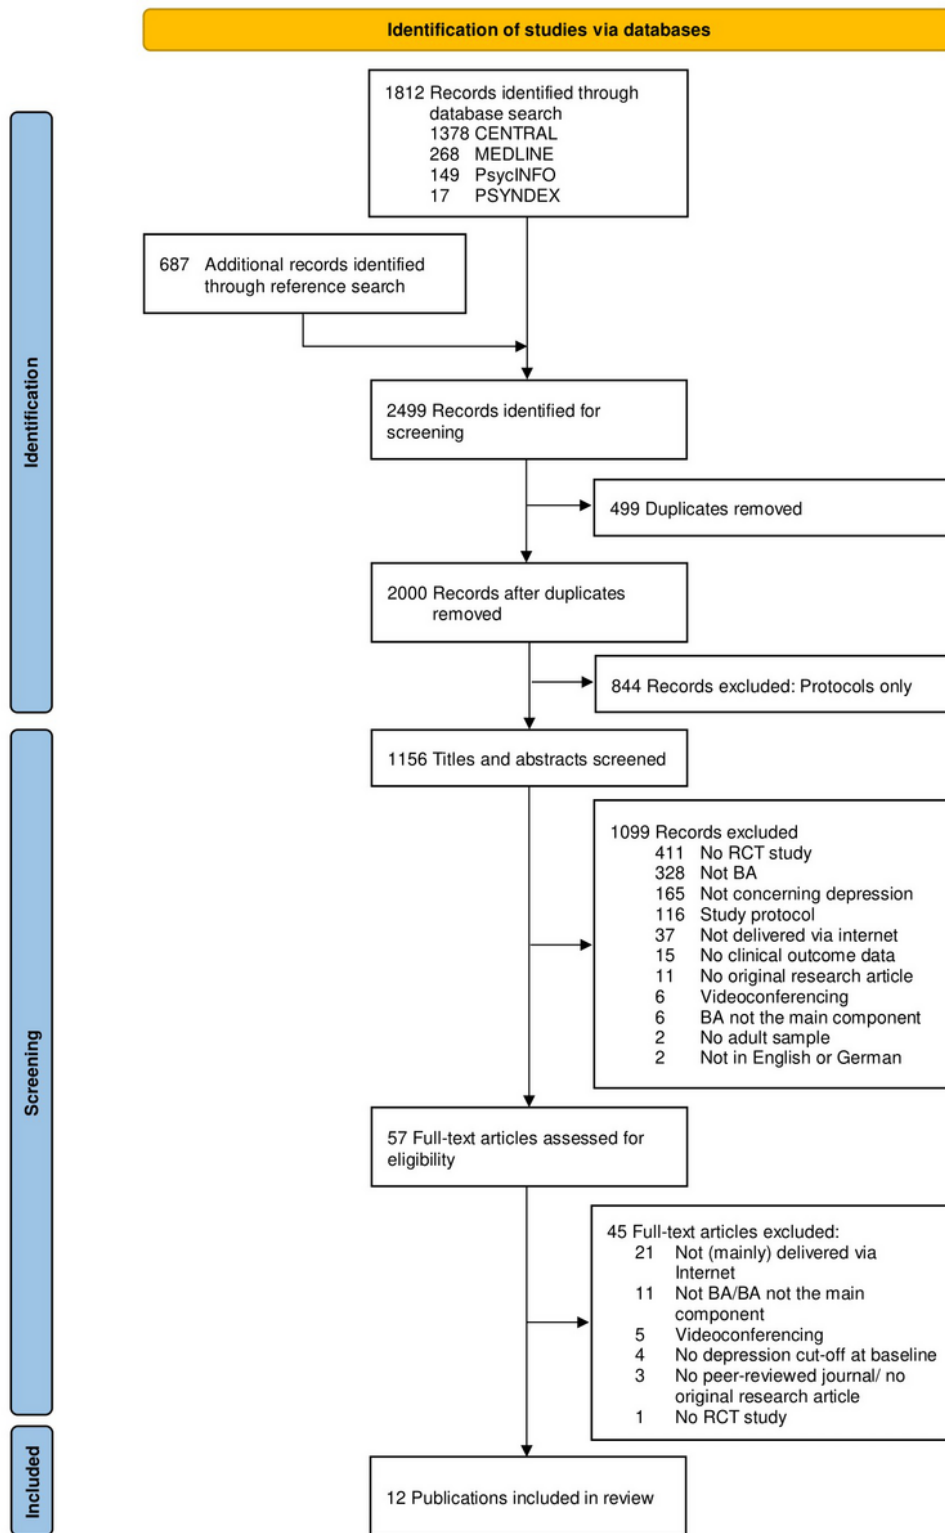 Identification of studies via databases
1812 Records identified through
database search
1378 CENTRAL
268 MEDLINE
149 PsycINFO
17 PSYNDEX
687 Additional records identified
through reference search
Identification
2499 Records identified for
screening
499 Duplicates removed
2000 Records after duplicates
removed
844 Records excluded: Protocols only
Screening
1156 Titles and abstracts screened
1099 Records excluded
411 No RCT study
328 Not BA
165 Not concerning depression
116 Study protocol
37 Not delivered via internet
15 No clinical outcome data
11 No original research article
6 Videoconferencing
6 BA not the main component
2 No adult sample
2 Not in English or German
57 Full-text articles assessed for
eligibility
45 Full-text articles excluded:
21 Not (mainly) delivered via
Internet
11 Not BA/BA not the main
component
5 Videoconferencing
4 No depression cut-off at baseline
3 No peer-reviewed journal/ no
original research article
1 No RCT study
Included
12 Publications included in review